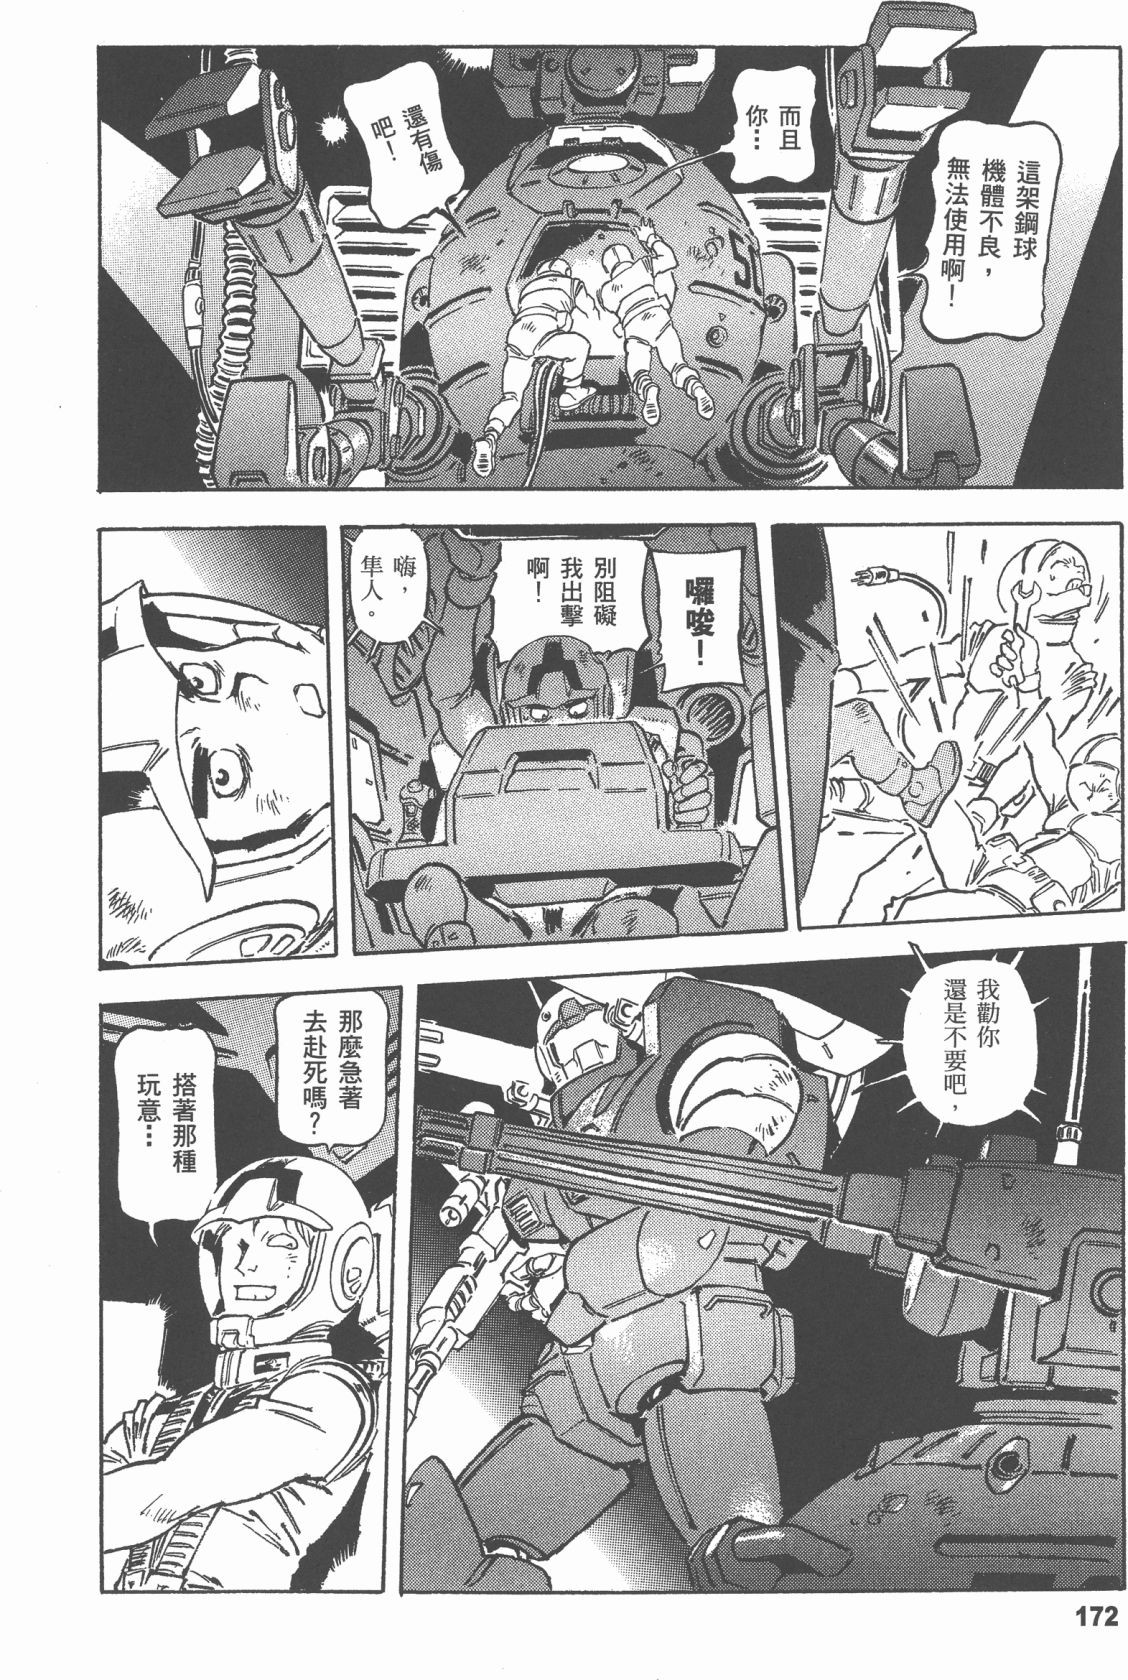 這架鋼球
機體不良，
無法使用啊！
而且
你…
還有傷
吧！
囉唆！
別阻礙
我出擊
啊！
嗨，
隼人。
我勸你
還是不要吧，
那麼急著
去赴死嗎？
搭著那種
玩意…
172